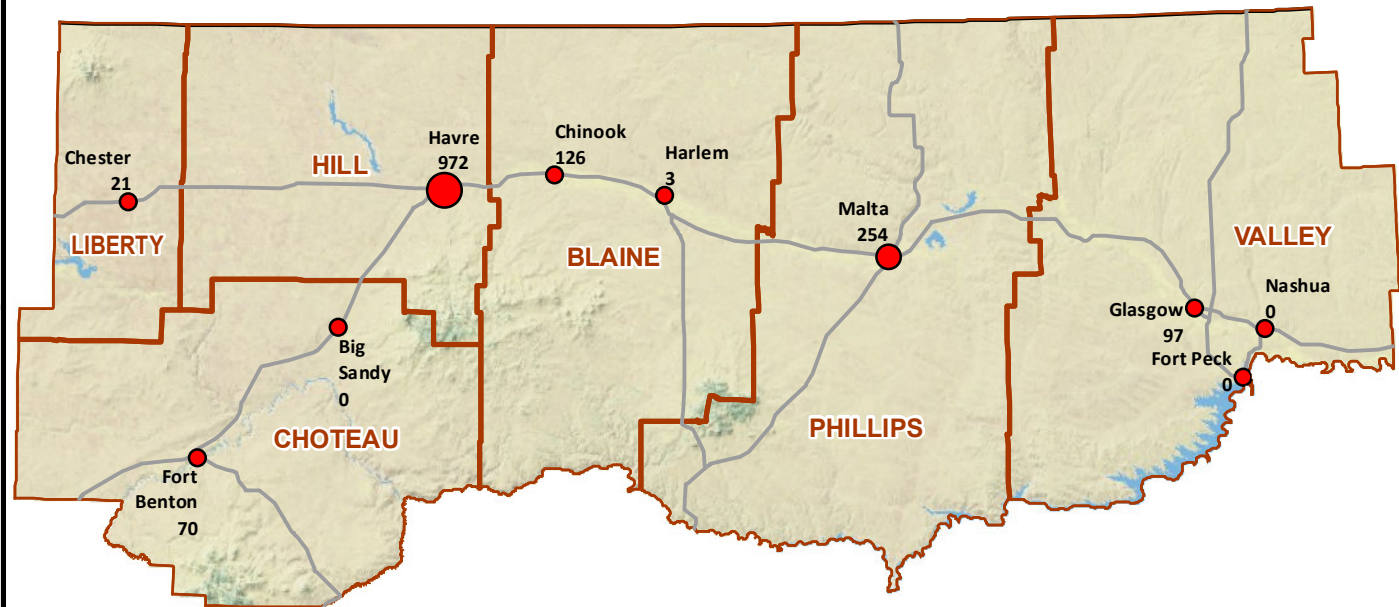 Havre
972
Chinook
126
Harlem
3
Chester
21
HILL
LIBERTY
BLAINE
Malta
254
VALLEY
Nashua
0
Glasgow
97
Fort Peck
0
Big
Sandy
0
CHOTEAU
PHILLIPS
Fort
Benton
70